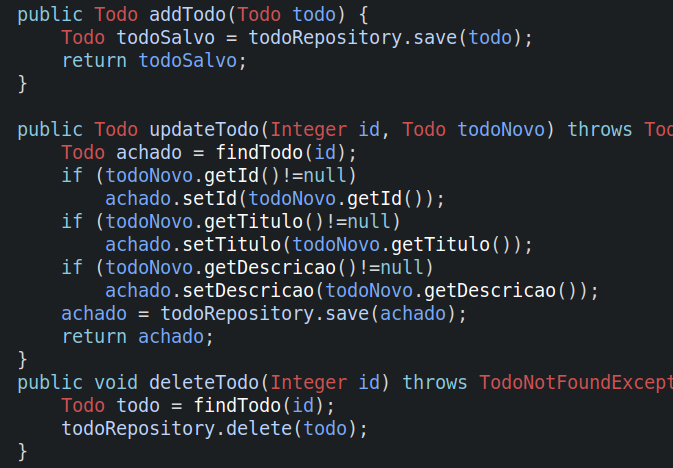 public Todo addTodo(Todo todo) {
    Todo todoSalvo = todoRepository.save(todo);
    return todoSalvo;
}

public Todo updateTodo(Integer id, Todo todoNovo) throws Tod
    Todo achado = findTodo(id);
    if (todoNovo.getId()!=null)
        achado.setId(todoNovo.getId());
    if (todoNovo.getTitulo()!=null)
        achado.setTitulo(todoNovo.getTitulo());
    if (todoNovo.getDescricao()!=null)
        achado.setDescricao(todoNovo.getDescricao());
    achado = todoRepository.save(achado);
    return achado;
}
public void deleteTodo(Integer id) throws TodoNotFoundExcept
    Todo todo = findTodo(id);
    todoRepository.delete(todo);
}